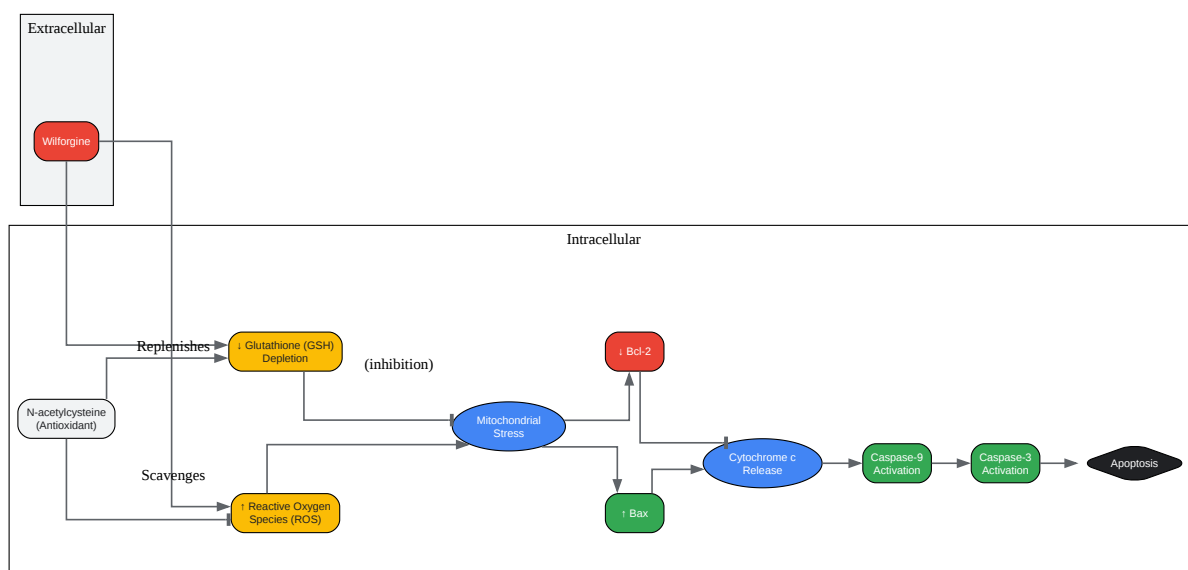 Extracellular
Wilforgine
Intracellular
Replenishes
↓ Glutathione (GSH)
Depletion
(inhibition)
↓ Bcl-2
N-acetylcysteine
(Antioxidant)
Mitochondrial
Stress
Scavenges
↑ Reactive Oxygen
Species (ROS)
↑ Bax
Cytochrome c
Release
Caspase-9
Activation
Caspase-3
Activation
Apoptosis